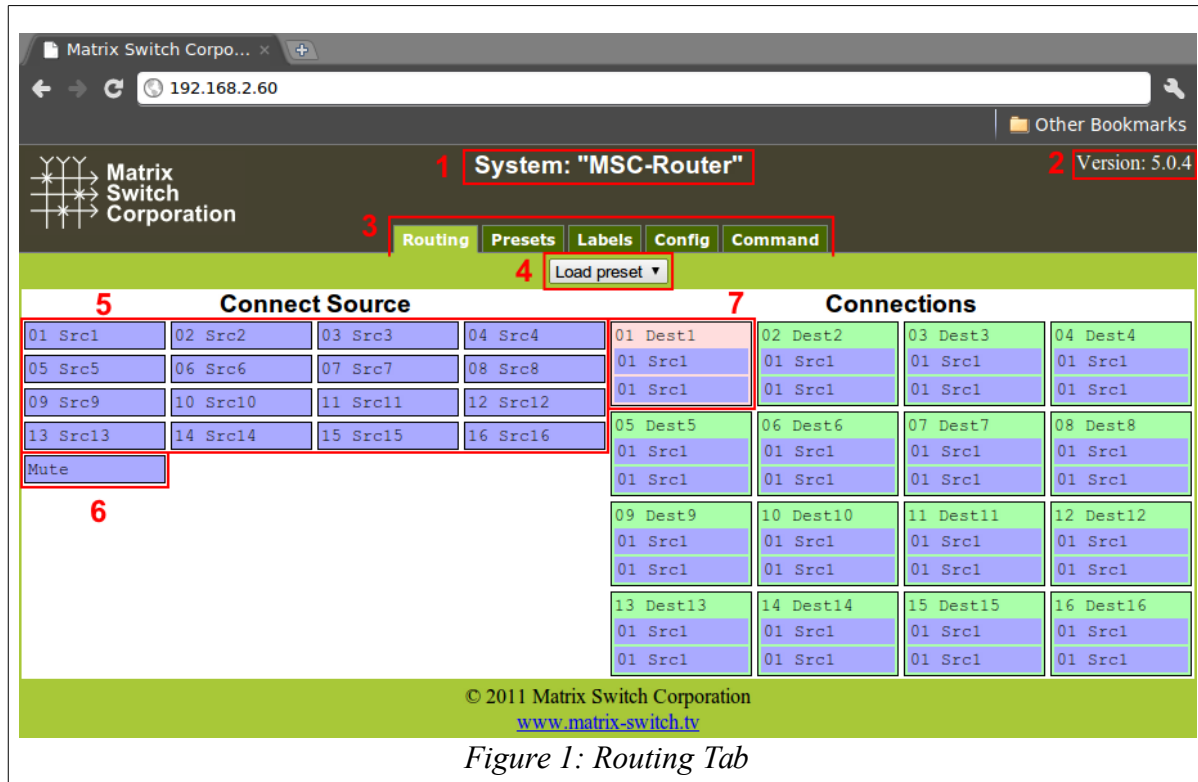 Matrix Switch Corpo... ×
192.168.2.60
Other Bookmarks
Matrix
Switch
Corporation
1 System: "MSC-Router"
2 Version: 5.0.4
3 Routing Presets Labels Config Command
4 Load preset ▼
5 Connect Source 7 Connections
01 Src1 02 Src2 03 Src3 04 Src4 01 Dest1 02 Dest2 03 Dest3 04 Dest4
01 Src1 01 Src1 01 Src1 01 Src1
05 Src5 06 Src6 07 Src7 08 Src8
01 Src1 01 Src1 01 Src1 01 Src1
09 Src9 10 Src10 11 Src11 12 Src12
13 Src13 14 Src14 15 Src15 16 Src16 05 Dest5 06 Dest6 07 Dest7 08 Dest8
01 Src1 01 Src1 01 Src1 01 Src1
Mute
01 Src1 01 Src1 01 Src1 01 Src1
6 09 Dest9 10 Dest10 11 Dest11 12 Dest12
01 Src1 01 Src1 01 Src1 01 Src1
01 Src1 01 Src1 01 Src1 01 Src1
13 Dest13 14 Dest14 15 Dest15 16 Dest16
01 Src1 01 Src1 01 Src1 01 Src1
01 Src1 01 Src1 01 Src1 01 Src1
© 2011 Matrix Switch Corporation
www.matrix-switch.tv
Figure 1: Routing Tab